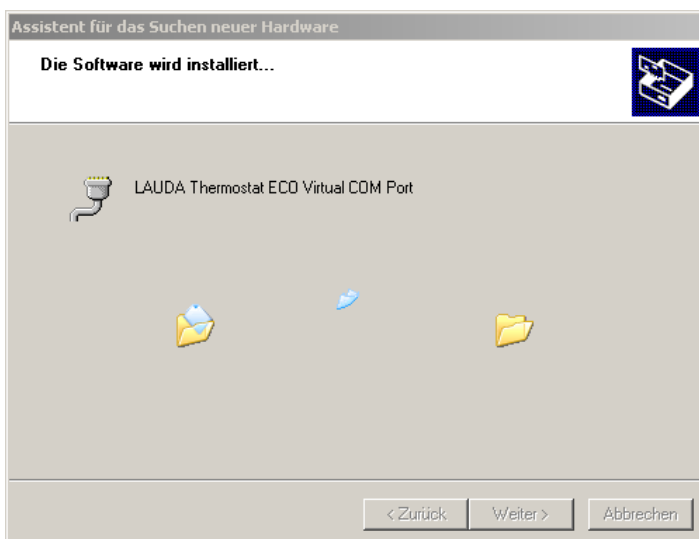 Assistent für das Suchen neuer Hardware
Die Software wird installiert...
LAUDA Thermostat ECO Virtual COM Port
< Zurück
Weiter >
Abbrechen